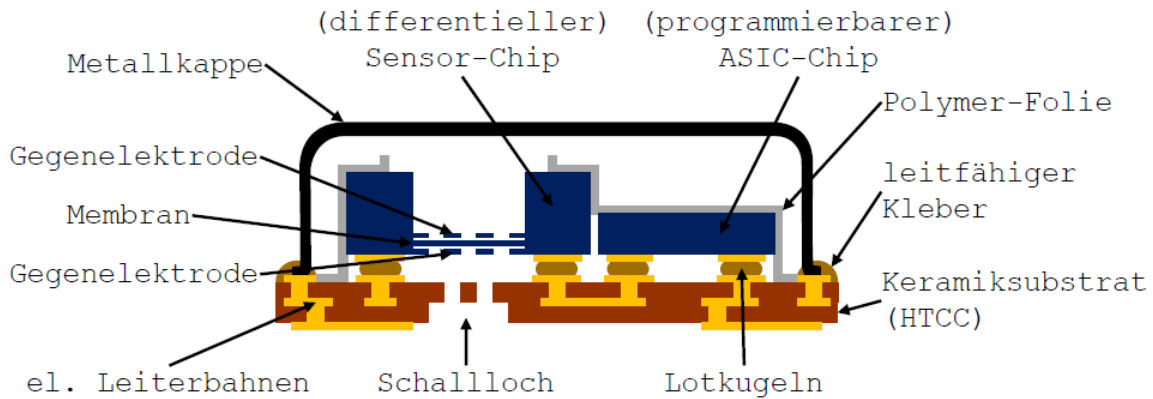 (differentieller)
Sensor-Chip
(programmierbarer)
ASIC-Chip
Metallkappe
Polymer-Folie
Gegenelektrode
leitfähiger
Kleber
Membran
Gegenelektrode
Keramiksubstrat
(HTCC)
el. Leiterbahnen
Schallloch
Lotkugeln